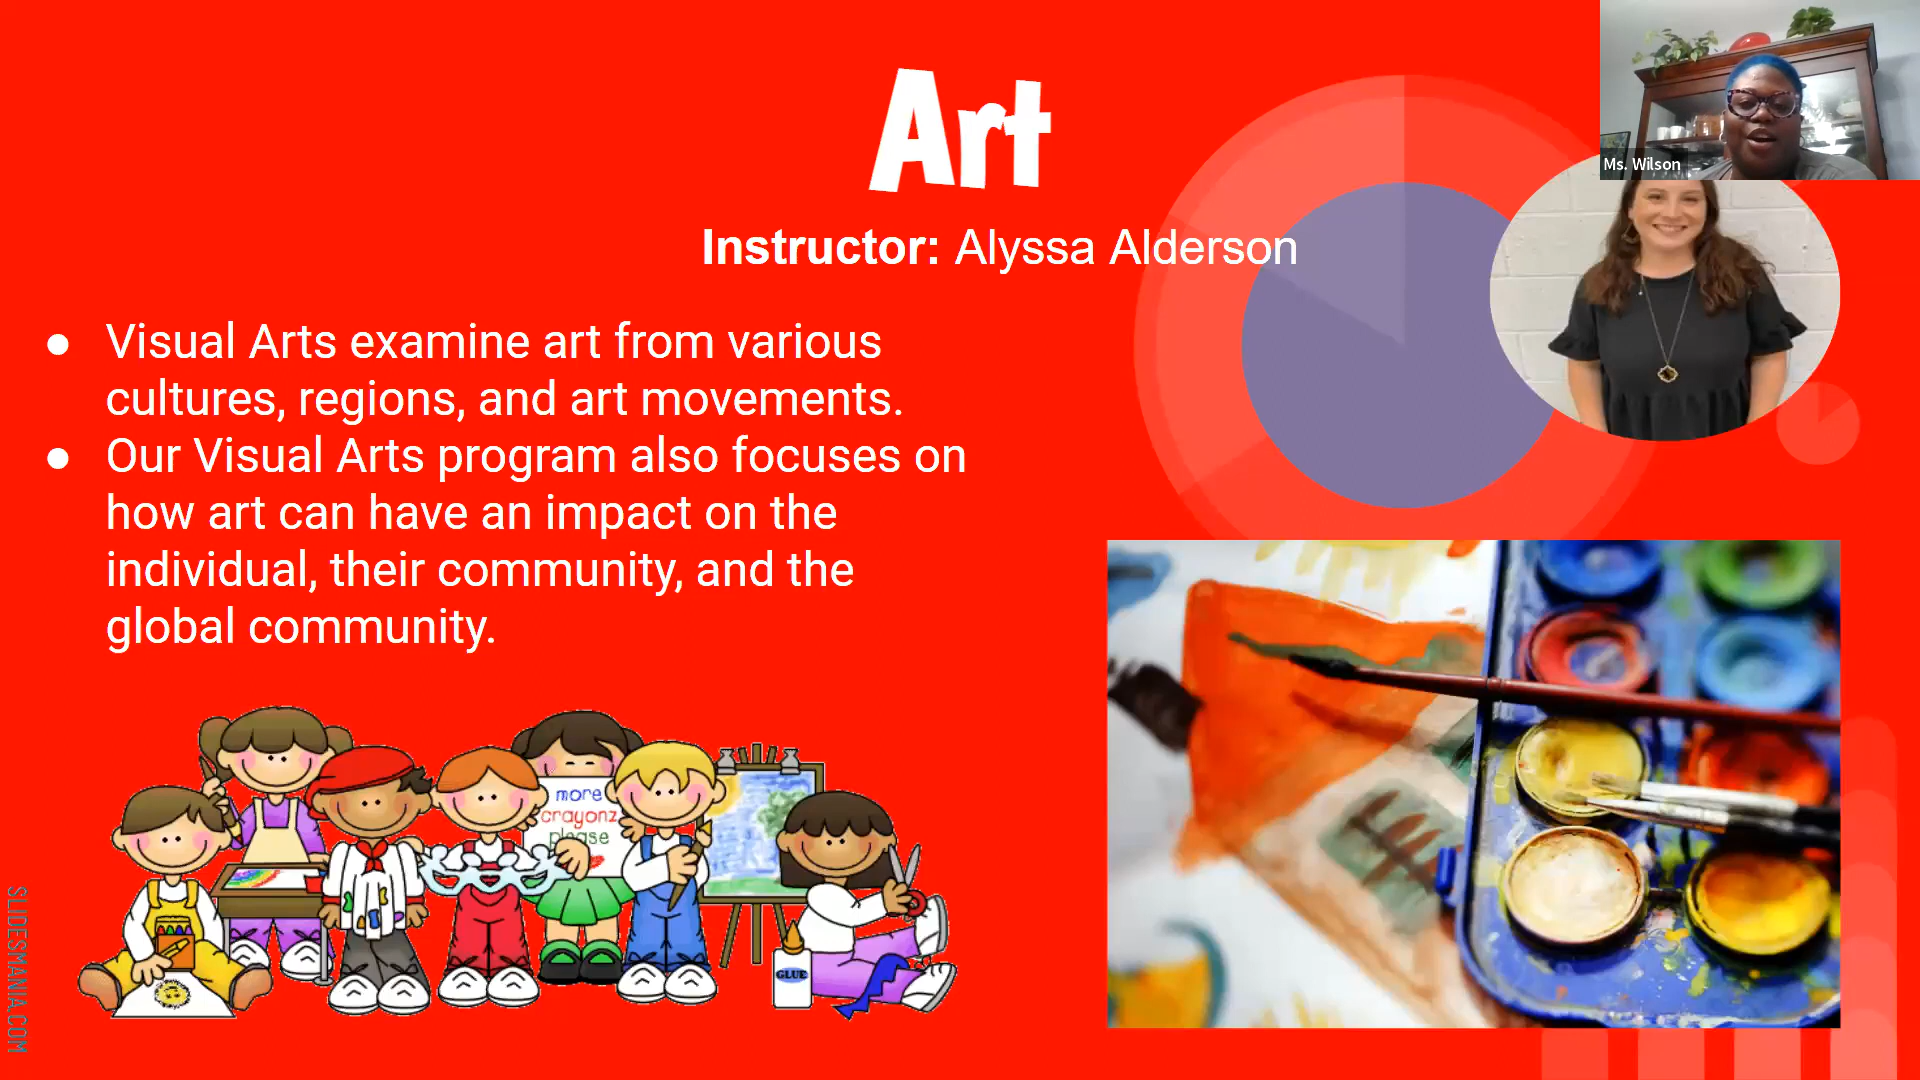 Art
Ms. Wilson
Instructor: Alyssa Alderson
● Visual Arts examine art from various
cultures, regions, and art movements.
● Our Visual Arts program also focuses on
how art can have an impact on the
individual, their community, and the
global community.
more
crayonz
please
GLUE
SLIDESMANIA.COM